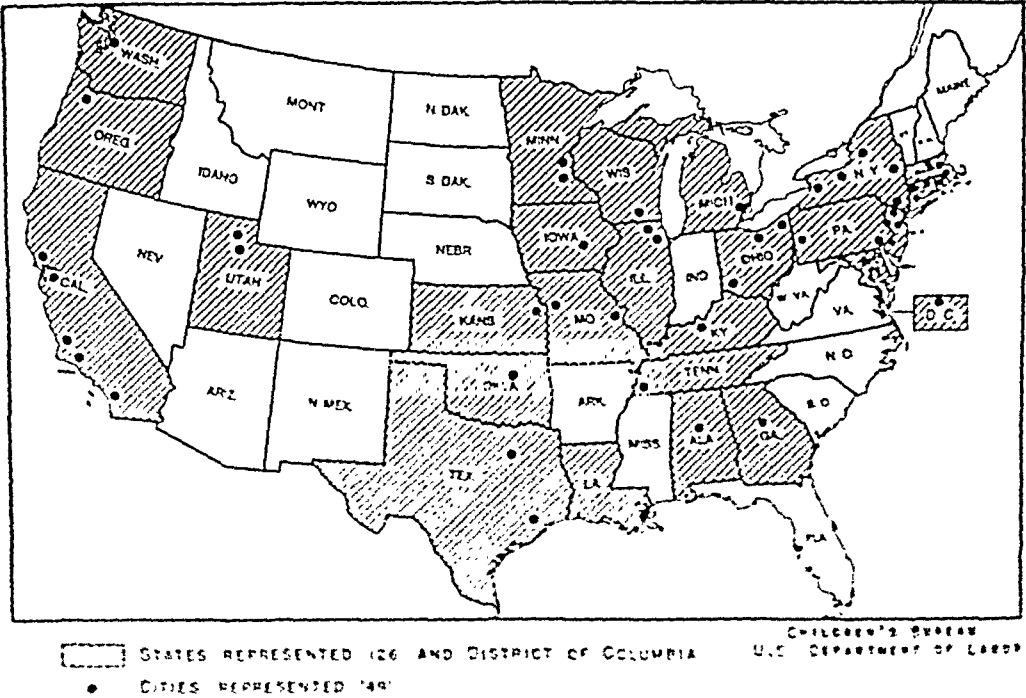 WASH.
MONT
N. DAK.
MINN
MAINE
OREG.
IDAHO
S. DAK.
WIS
MICH
N.Y.
WYO
NEV.
UTAH
NEBR
IOWA
ILL.
IND
OHIO
PA.
CAL.
COLO.
KANS
MO
KY
W. VA.
VA.
D. C.
ARIZ.
N. MEX.
OKLA
ARK.
TENN.
N. C.
S. C.
TEX.
LA.
MISS.
ALA
GA.
FLA
STATES REPRESENTED (26 AND DISTRICT OF COLUMBIA
CITIES REPRESENTED (49)
CHILDREN'S BUREAU
U.S. DEPARTMENT OF LABOR